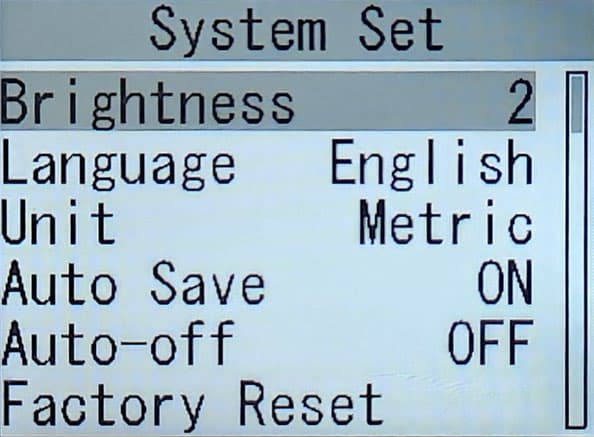 System Set
Brightness 2
Language English
Unit Metric
Auto Save ON
Auto-off OFF
Factory Reset